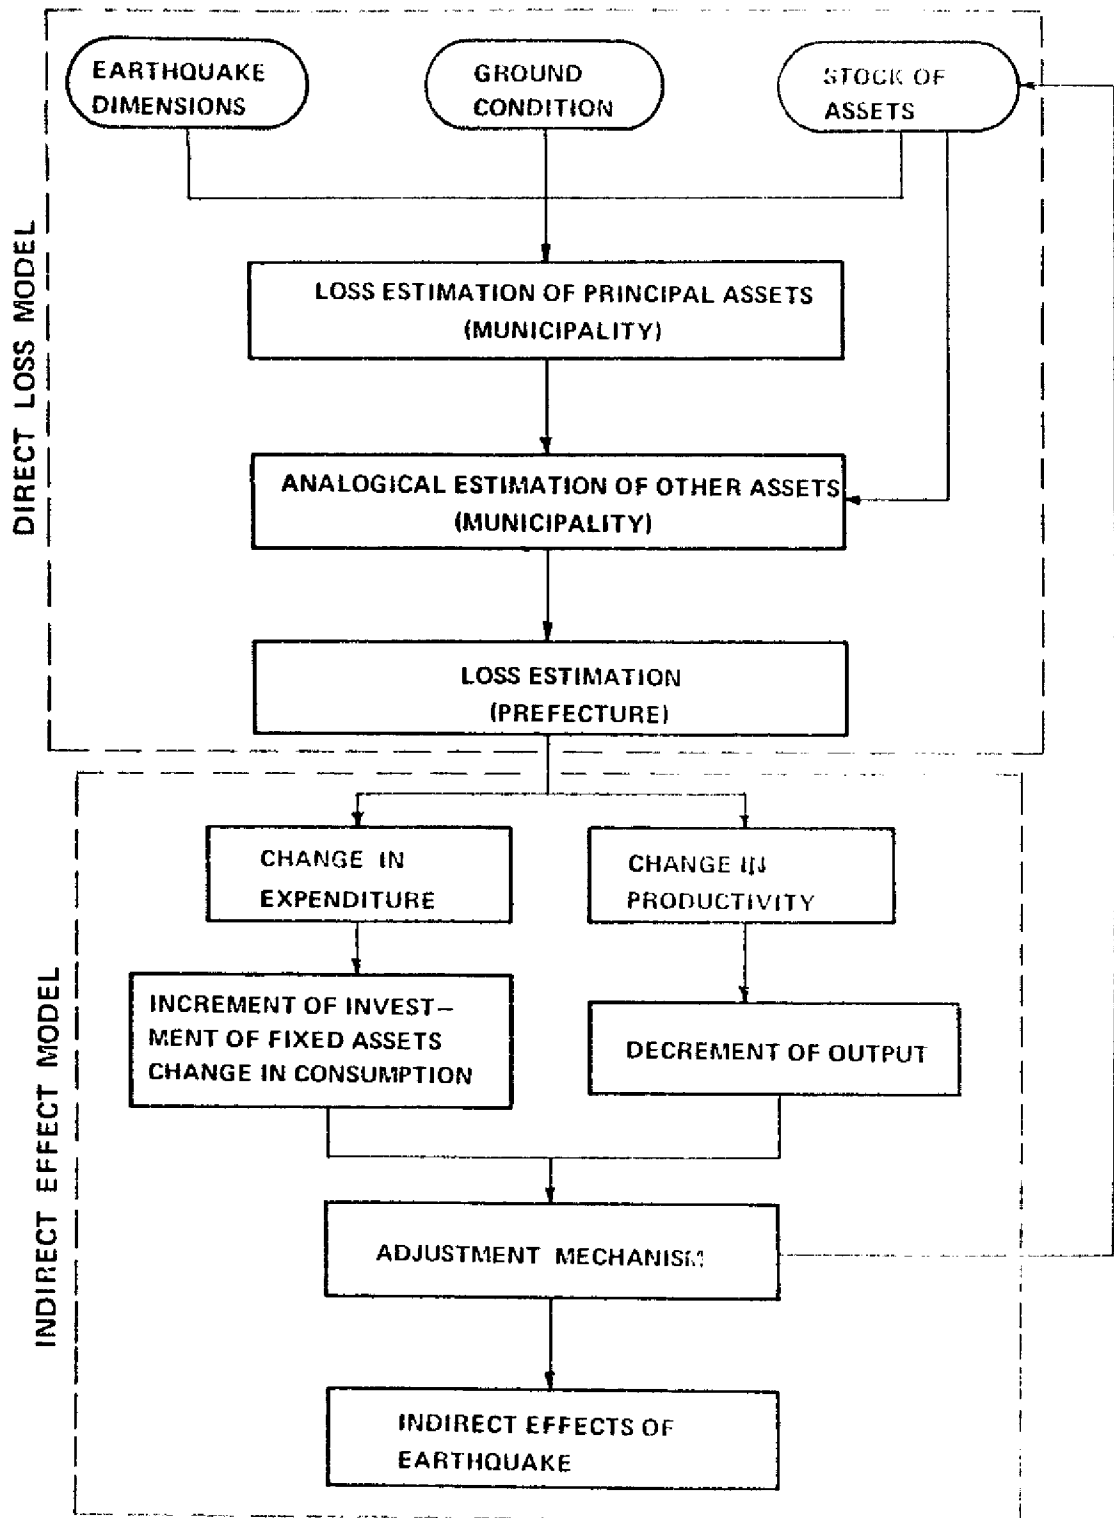 EARTHQUAKE
DIMENSIONS
GROUND
CONDITION
STOCK OF
ASSETS
DIRECT LOSS MODEL
LOSS ESTIMATION OF PRINCIPAL ASSETS
(MUNICIPALITY)
ANALOGICAL ESTIMATION OF OTHER ASSETS
(MUNICIPALITY)
LOSS ESTIMATION
(PREFECTURE)
INDIRECT EFFECT MODEL
CHANGE IN
EXPENDITURE
CHANGE IN
PRODUCTIVITY
INCREMENT OF INVEST–
MENT OF FIXED ASSETS
CHANGE IN CONSUMPTION
DECREMENT OF OUTPUT
ADJUSTMENT MECHANISM
INDIRECT EFFECTS OF
EARTHQUAKE